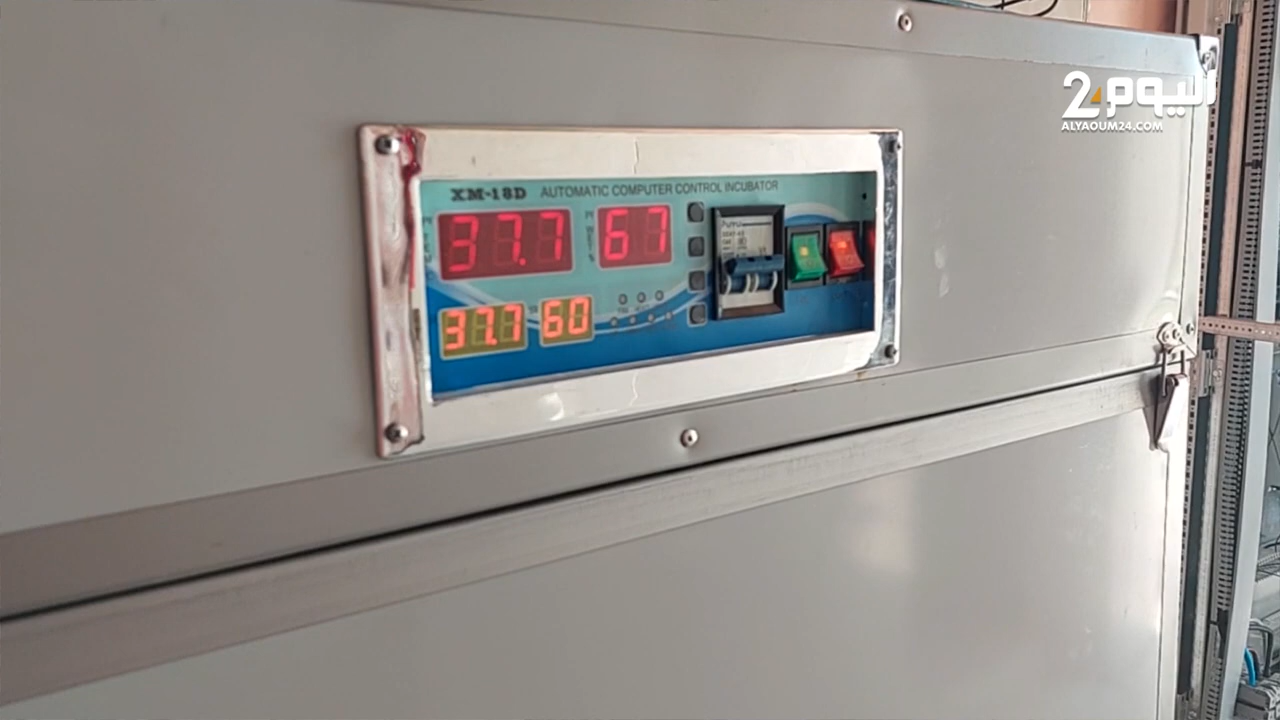 اليوم 24
ALYAOUM24.COM
XM-18D AUTOMATIC COMPUTER CONTROL INCUBATOR
37.7 67
37.7 60